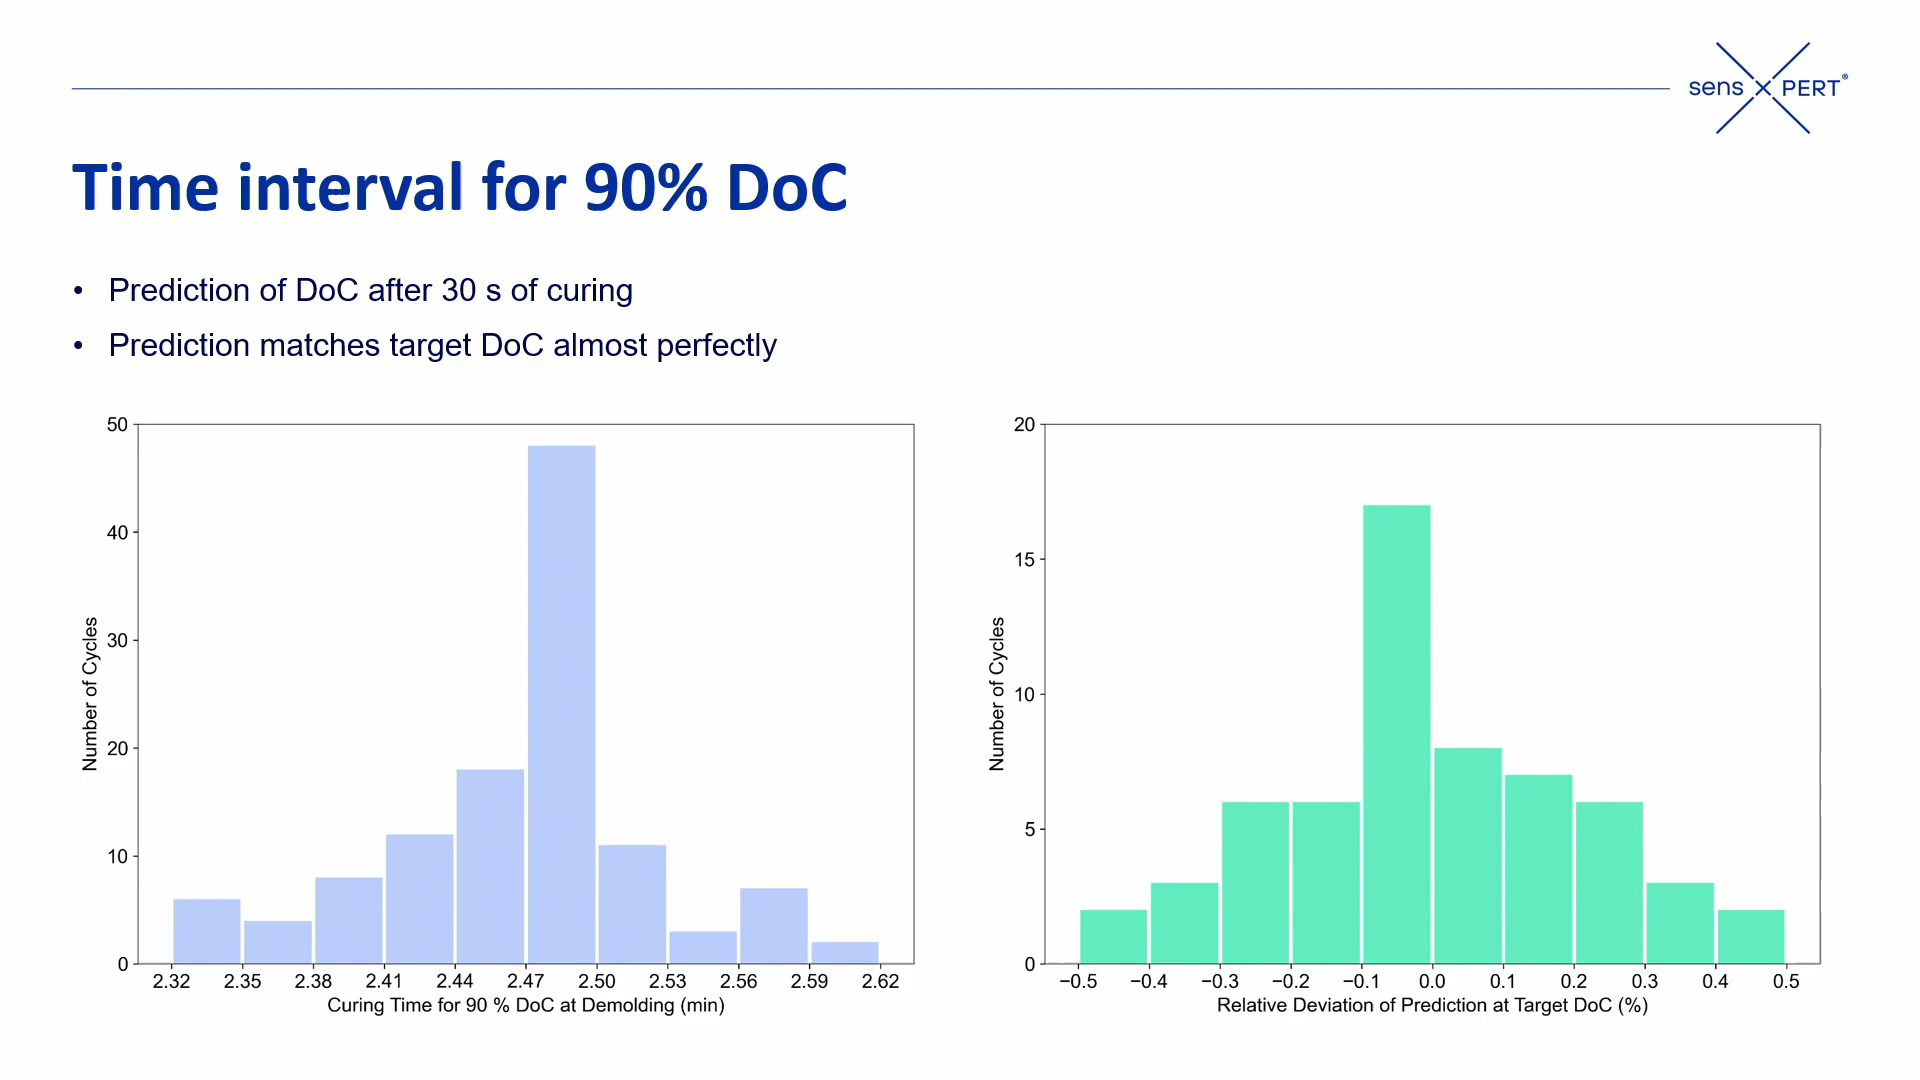 sens PERT®
Time interval for 90% DoC
• Prediction of DoC after 30 s of curing
• Prediction matches target DoC almost perfectly
50
40
30
20
10
0
Number of Cycles
2.32 2.35 2.38 2.41 2.44 2.47 2.50 2.53 2.56 2.59 2.62
Curing Time for 90 % DoC at Demolding (min)
20
15
10
5
0
Number of Cycles
−0.5 −0.4 −0.3 −0.2 −0.1 0.0 0.1 0.2 0.3 0.4 0.5
Relative Deviation of Prediction at Target DoC (%)